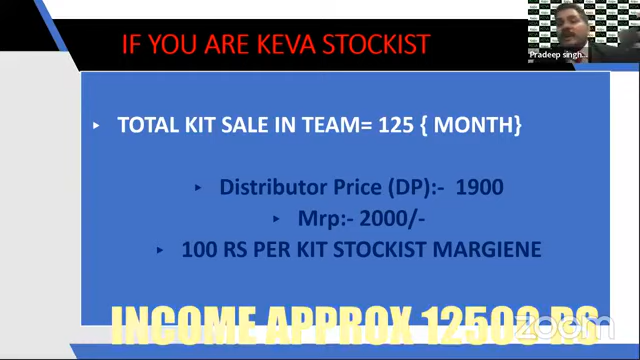 IF YOU ARE KEVA STOCKIST
Pradeep singh...
TOTAL KIT SALE IN TEAM= 125 { MONTH}
Distributor Price (DP):- 1900
Mrp:- 2000/-
100 RS PER KIT STOCKIST MARGIENE
INCOME APPROX 12500 RS
zoom